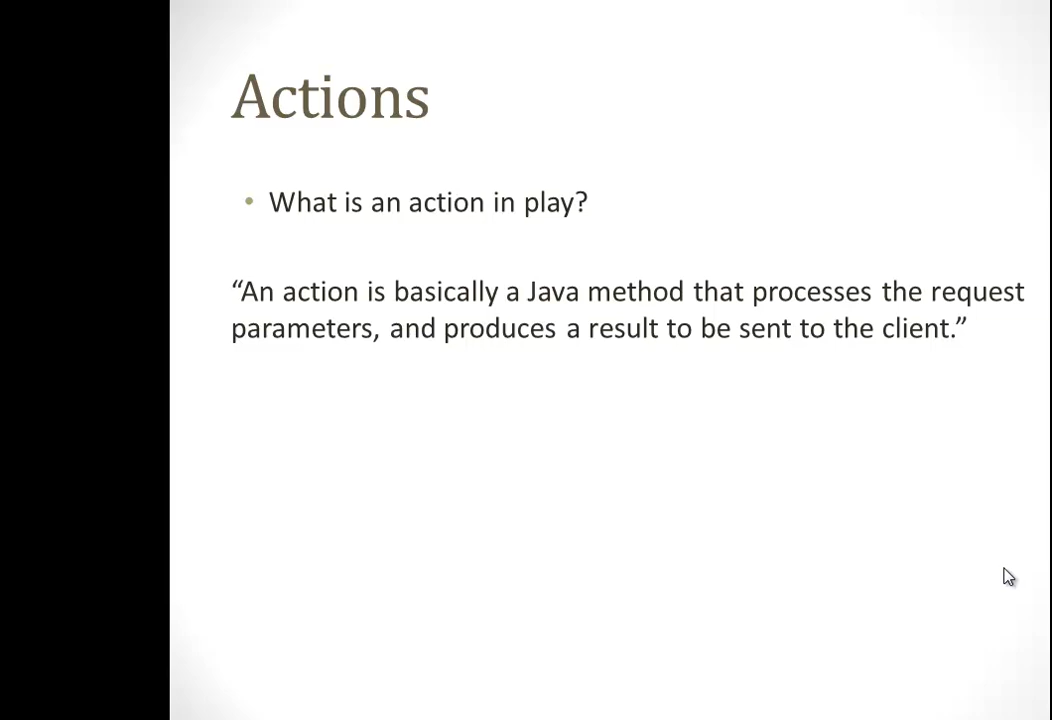 Actions
• What is an action in play?
“An action is basically a Java method that processes the request
parameters, and produces a result to be sent to the client.”